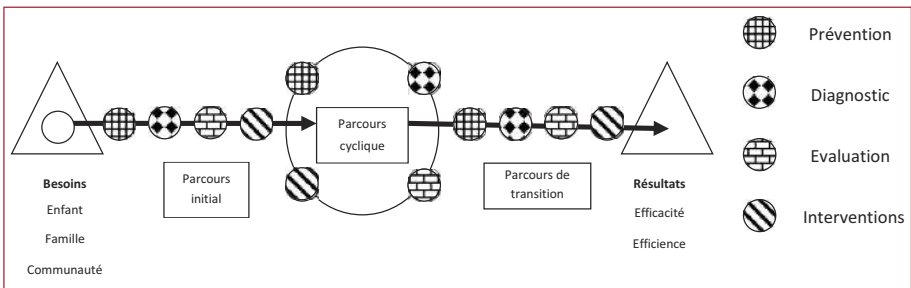 Prévention
Diagnostic
Evaluation
Interventions
Parcours
cyclique
Parcours
initial
Parcours de
transition
Besoins
Enfant
Famille
Communauté
Résultats
Efficacité
Efficience